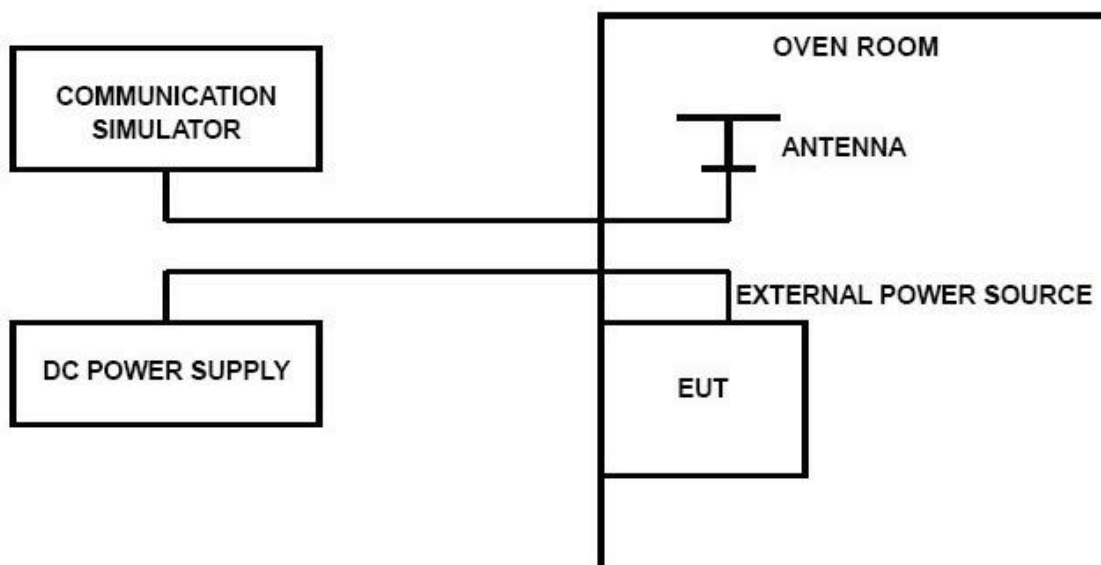 OVEN ROOM
COMMUNICATION
SIMULATOR
ANTENNA
EXTERNAL POWER SOURCE
DC POWER SUPPLY
EUT